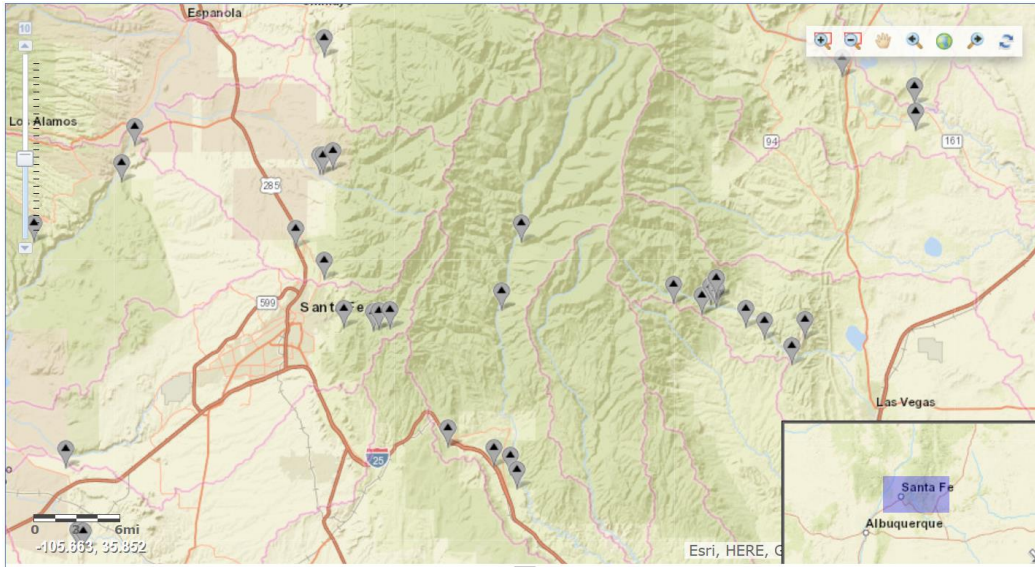 10
Espanola
Los Alamos
94
161
285
599
Santa Fe
Las Vegas
25
0 6mi
-105.663, 35.852
Esri, HERE, G
Santa Fe
Albuquerque